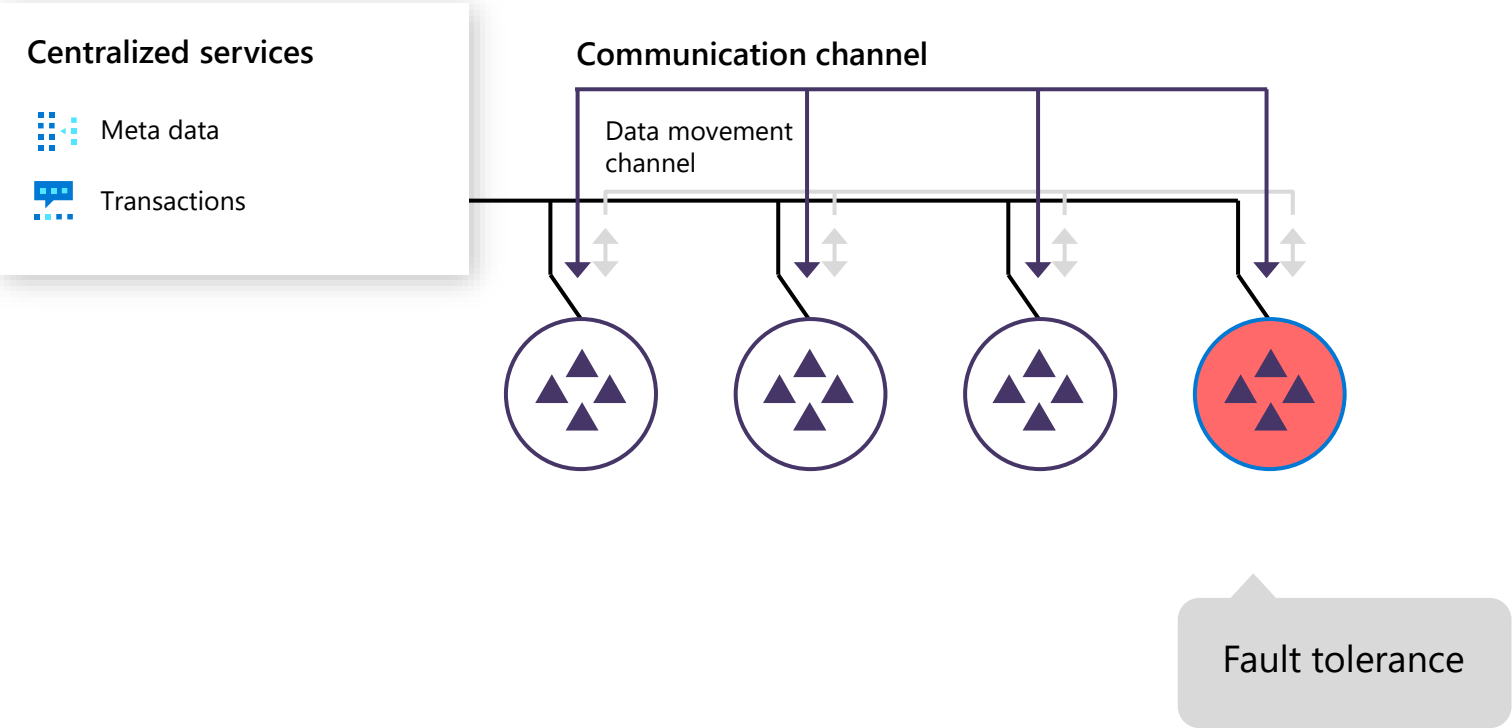 Centralized services
Meta data
Transactions
Communication channel
Data movement
channel
Fault tolerance